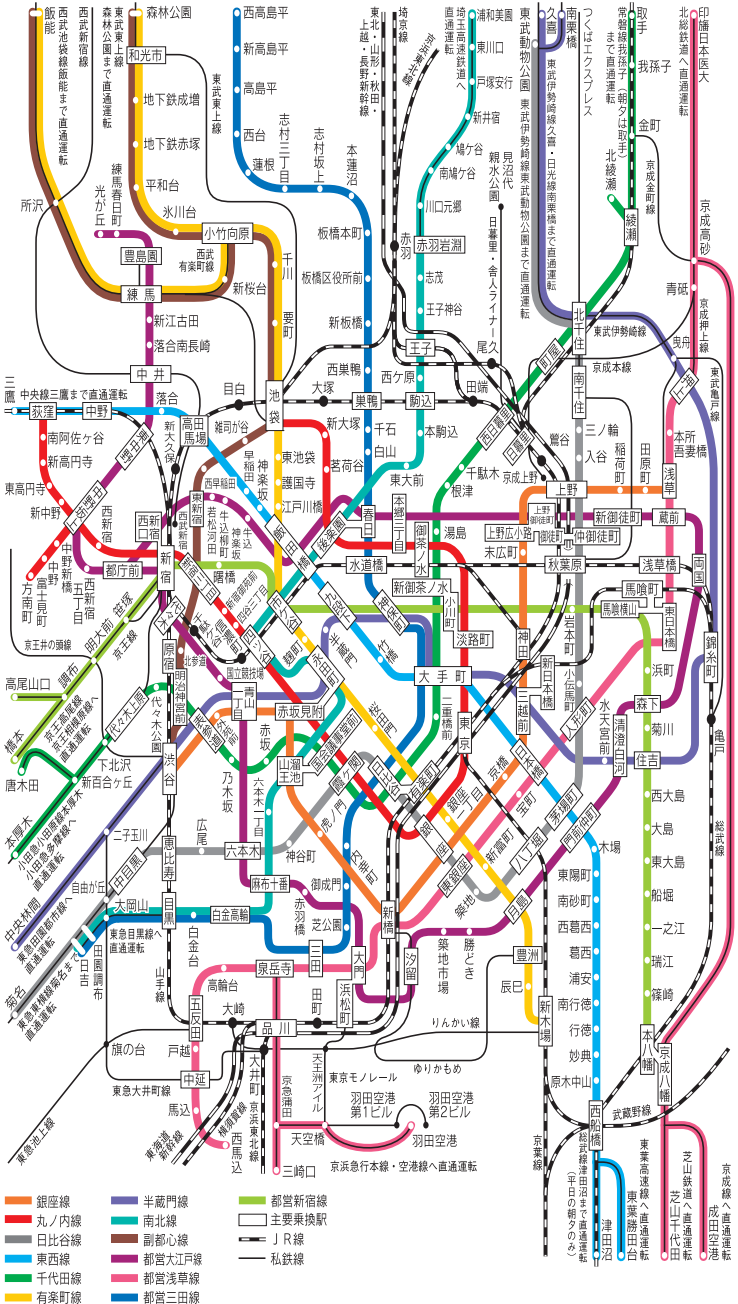 飯能
西武池袋線飯能まで直通運転
西武新宿線
森林公園まで直通運転
東武東上線
森林公園
和光市
地下鉄成増
地下鉄赤塚
平和台
氷川台
小竹向原
東武東上線
西高島平
新高島平
高島平
西台
蓮根
志村三丁目
志村坂上
本蓮沼
板橋本町
板橋区役所前
新板橋
西巣鴨
巣鴨
千石
白山
東北・山形・秋田・
上越・長野新幹線
埼京線
京浜東北線
埼玉高速鉄道へ
直通運転
浦和美園
東川口
戸塚安行
新井宿
鳩ケ谷
南鳩ケ谷
川口元郷
赤羽岩淵
赤羽
志茂
王子神谷
王子
西ケ原
駒込
本駒込
東大前
見沼代
親水公園
日暮里・舎人ライナー
尾久
田端
東武動物公園
久喜
南栗橋
東武伊勢崎線久喜・日光線南栗橋まで直通運転
東武伊勢崎線東武動物公園まで直通運転
つくばエクスプレス
常磐線我孫子(朝夕は取手)
まで直通運転
取手
我孫子
金町
北綾瀬
綾瀬
京成金町線
北総鉄道へ直通運転
印旛日本医大
京成高砂
青砥
京成押上線
曳舟
押上
東武亀戸線
東武伊勢崎線
京成本線
北千住
南千住
三ノ輪
入谷
稲荷町
田原町
浅草
本所
吾妻橋
町屋
西日暮里
日暮里
鶯谷
京成上野
上野
千駄木
根津
湯島
所沢
光が丘
練馬春日町
豊島園
練馬
西武
有楽町線
新桜台
千川
要町
新江古田
落合南長崎
中井
東中野
中野坂上
三鷹
中央線三鷹まで直通運転
荻窪
中野
落合
目白
大塚
池袋
新大塚
茗荷谷
新大久保
高田
馬場
雑司が谷
西早稲田
早稲田
神楽坂
東池袋
護国寺
江戸川橋
南阿佐ヶ谷
新高円寺
東高円寺
新中野
西新宿
中野新橋
中野
富士見町
方南町
西新宿
五丁目
都庁前
西新
宿口
西武新宿
東新宿
若松河田
牛込柳町
牛込
神楽坂
飯田橋
後楽園
春日
本郷三丁目
御茶ノ水
新御茶ノ水
水道橋
上野広小路
上野
御徒町
御徒町
仲御徒町
新御徒町
蔵前
末広町
秋葉原
浅草橋
両国
馬喰町
馬喰横山
東日本橋
錦糸町
新宿
新宿三丁目
曙橋
新宿御苑前
四谷三丁目
市ケ谷
四ツ谷
麹町
九段下
神保町
小川町
淡路町
岩本町
神田
新日本橋
小伝馬町
人形町
浜町
森下
菊川
住吉
清澄白河
水天宮前
代々木
千駄ケ谷
信濃町
国立競技場
北参道
原宿
明治神宮前
表参道
外苑前
青山一丁目
赤坂見附
赤坂
永田町
半蔵門
竹橋
大手町
三越前
二重橋前
東京
日本橋
京橋
桜田門
国会議事堂前
溜池山王
霞ケ関
日比谷
有楽町
銀座一丁目
銀座
東銀座
宝町
新富町
八丁堀
茅場町
門前仲町
木場
東陽町
南砂町
西葛西
葛西
浦安
南行徳
行徳
妙典
原木中山
西船橋
西大島
大島
東大島
船堀
一之江
瑞江
篠崎
本八幡
京成八幡
亀戸
総武線
笹塚
明大前
調布
京王井の頭線
京王線
高尾山口
橋本
京王高尾線
京王相模原線へ
直通運転
唐木田
本厚木
小田急小田原線本厚木
小田急多摩線へ
直通運転
代々木上原
代々木公園
下北沢
新百合ヶ丘
渋谷
乃木坂
六本木一丁目
六本木
広尾
恵比寿
神谷町
虎ノ門
内幸町
御成門
芝公園
三田
新橋
汐留
大門
浜松町
築地
築地市場
勝どき
月島
豊洲
辰巳
新木場
麻布十番
赤羽橋
白金高輪
白金台
目黒
中目黒
二子玉川
自由が丘
大岡山
東急目黒線へ
直通運転
中央林間
東急田園都市線へ
直通運転
菊名
東急東横線菊名まで
直通運転
日吉
田園調布
山手線
高輪台
泉岳寺
五反田
大崎
品川
田町
戸越
旗の台
中延
馬込
西馬込
大井町
東急大井町線
東急池上線
東海道
新幹線
横須賀線
京浜東北線
京急蒲田
三崎口
天王洲アイル
天空橋
東京モノレール
羽田空港
第1ビル
羽田空港
第2ビル
羽田空港
京浜急行本線・空港線へ直通運転
りんかい線
ゆりかもめ
京葉線
武蔵野線
総武線津田沼まで直通運転
(平日の朝夕のみ)
津田沼
東葉勝田台
東葉高速線へ直通運転
芝山千代田
芝山鉄道へ直通運転
成田空港
京成線へ直通運転
銀座線
丸ノ内線
日比谷線
東西線
千代田線
有楽町線
半蔵門線
南北線
副都心線
都営大江戸線
都営浅草線
都営三田線
都営新宿線
主要乗換駅
JR線
私鉄線